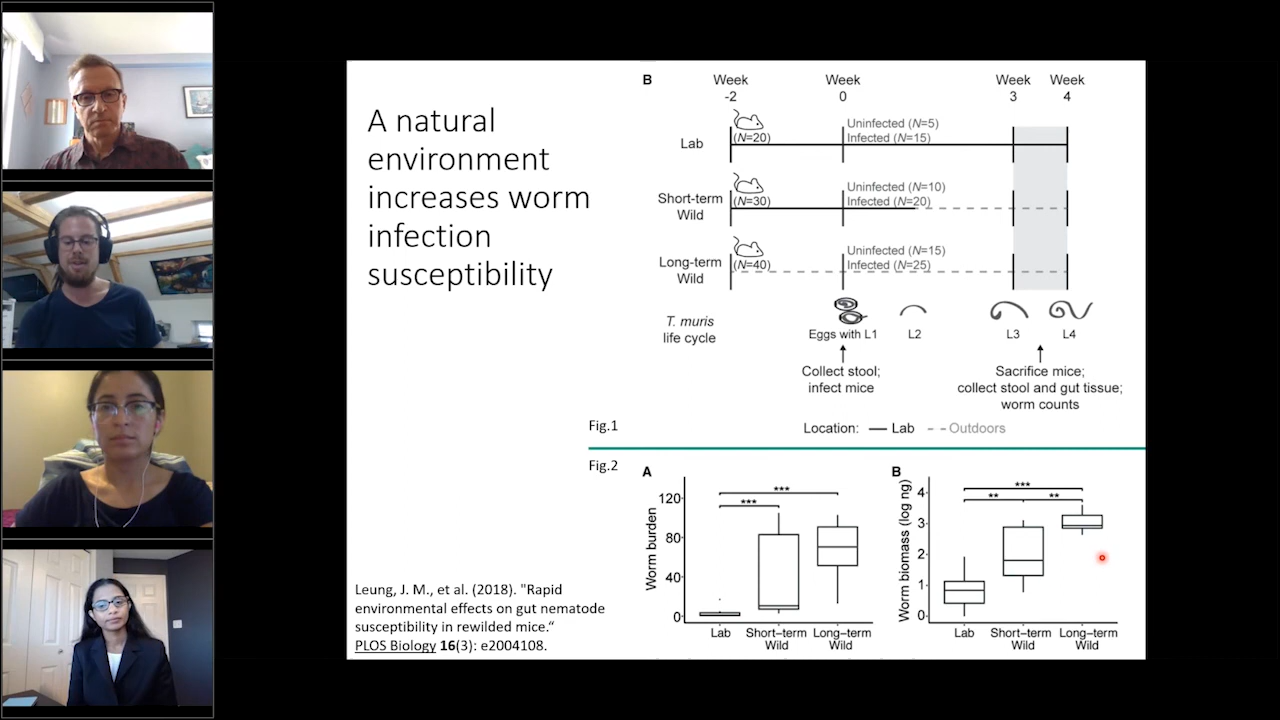 A natural
environment
increases worm
infection
susceptibility
B
Week
-2
Week
0
Week
3
Week
4
Lab
(N=20)
Uninfected (N=5)
Infected (N=15)
Short-term
Wild
(N=30)
Uninfected (N=10)
Infected (N=20)
Long-term
Wild
(N=40)
Uninfected (N=15)
Infected (N=25)
T. muris
life cycle
Eggs with L1
L2
L3
L4
Collect stool;
infect mice
Sacrifice mice;
collect stool and gut tissue;
worm counts
Location: Lab Outdoors
Fig.1
Fig.2
A
Worm burden
120
80
40
0
***
***
Lab
Short–term
Wild
Long–term
Wild
B
Worm biomass (log ng)
4
3
2
1
0
***
**
**
Lab
Short–term
Wild
Long–term
Wild
Leung, J. M., et al. (2018). "Rapid
environmental effects on gut nematode
susceptibility in rewilded mice.“
PLOS Biology 16(3): e2004108.